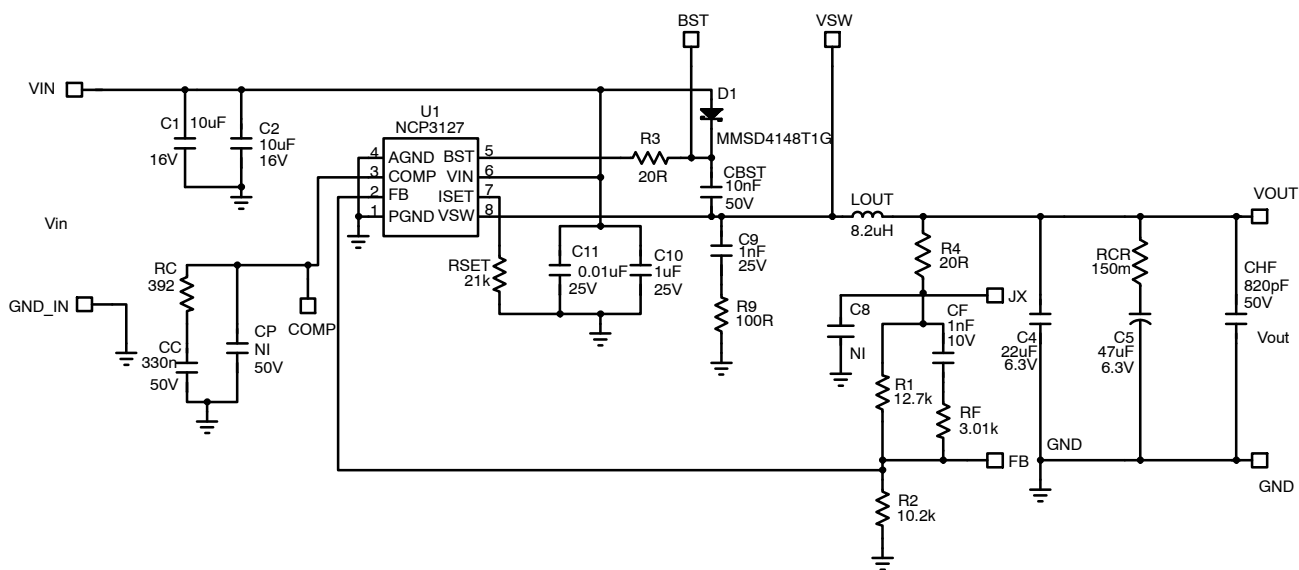 BST
VSW
VIN
D1
MMSD4148T1G
U1
NCP3127
C1
10uF
16V
C2
10uF
16V
4
AGND
BST
5
3
COMP
VIN
6
2
FB
ISET
7
1
PGND
VSW
8
R3
20R
CBST
10nF
50V
LOUT
8.2uH
VOUT
Vin
C9
1nF
25V
R4
20R
RCR
150m
CHF
820pF
50V
C11
0.01uF
25V
C10
1uF
25V
RSET
21k
RC
392
GND_IN
COMP
JX
R9
100R
C8
NI
CF
1nF
10V
CP
NI
50V
CC
330n
50V
C4
22uF
6.3V
C5
47uF
6.3V
Vout
R1
12.7k
RF
3.01k
GND
FB
GND
R2
10.2k